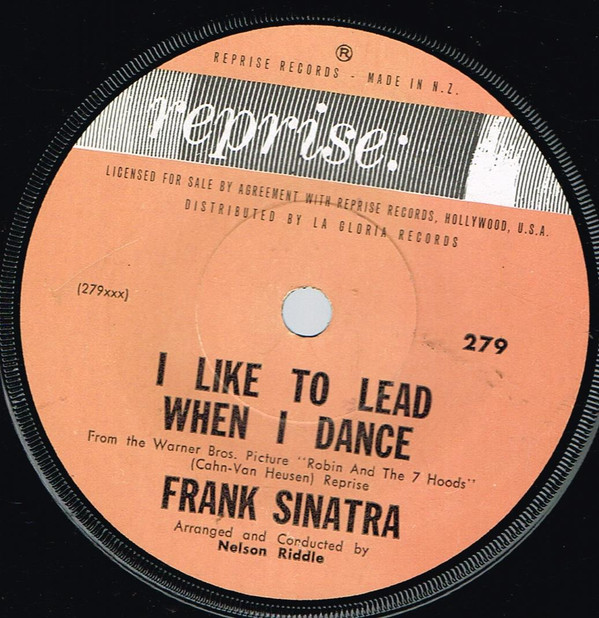 ®
REPRISE RECORDS - MADE IN N.Z.
reprise:
LICENSED FOR SALE BY AGREEMENT WITH REPRISE RECORDS, HOLLYWOOD, U.S.A.
DISTRIBUTED BY LA GLORIA RECORDS
(279xxx)
279
I LIKE TO LEAD
WHEN I DANCE
From the Warner Bros. Picture "Robin And The 7 Hoods"
(Cahn-Van Heusen) Reprise
FRANK SINATRA
Arranged and Conducted by
Nelson Riddle